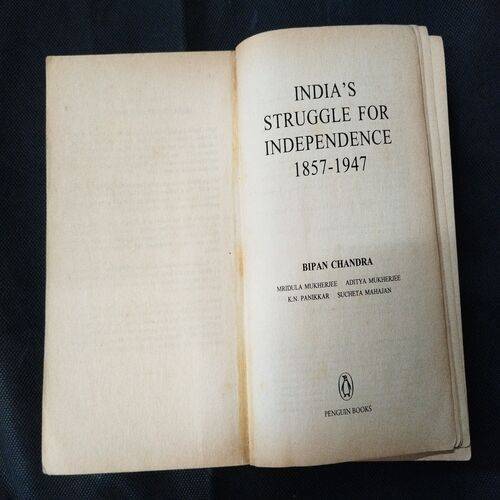 INDIA'S
STRUGGLE FOR
INDEPENDENCE
1857-1947
BIPAN CHANDRA
MRIDULA MUKHERJEE ADITYA MUKHERJEE
K.N. PANIKKAR SUCHETA MAHAJAN
PENGUIN BOOKS